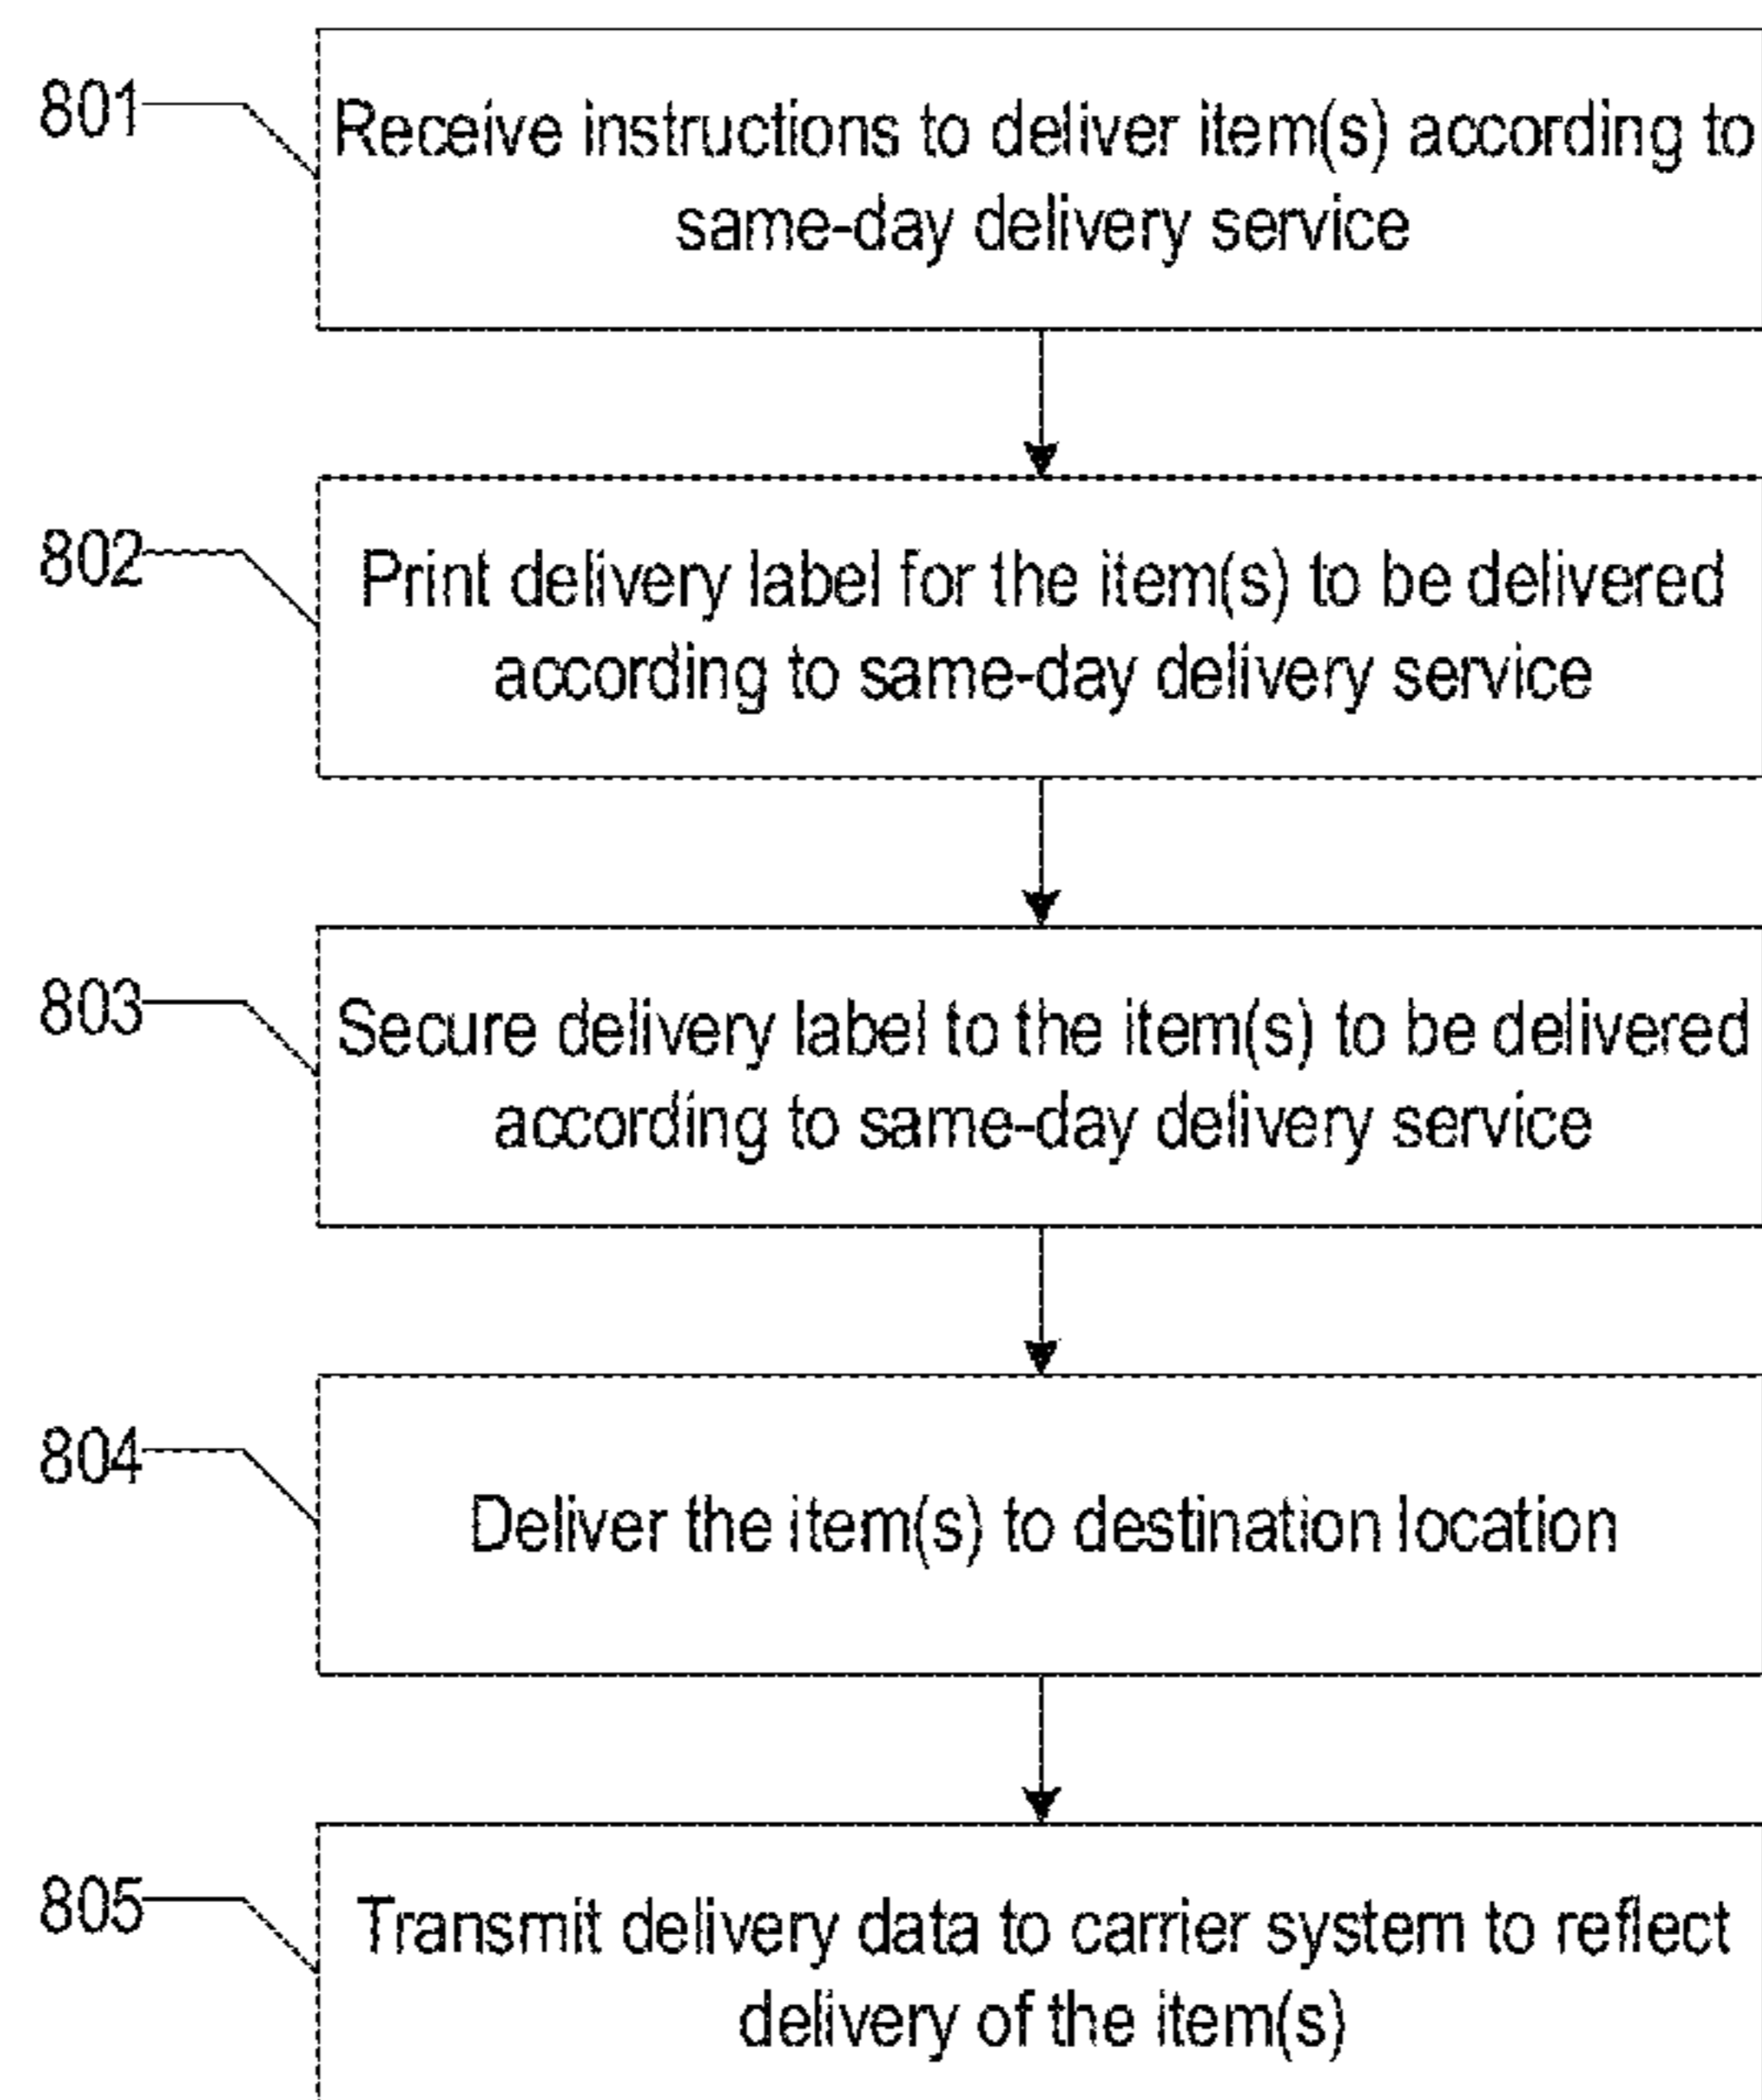 801
Receive instructions to deliver item(s) according to
same-day delivery service
802
Print delivery label for the item(s) to be delivered
according to same-day delivery service
803
Secure delivery label to the item(s) to be delivered
according to same-day delivery service
804
Deliver the item(s) to destination location
805
Transmit delivery data to carrier system to reflect
delivery of the item(s)